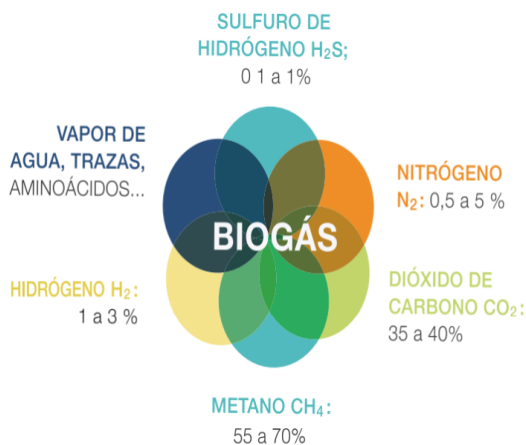 SULFURO DE
HIDRÓGENO H₂S;
0 1 a 1%
VAPOR DE
AGUA, TRAZAS,
AMINOÁCIDOS...
NITRÓGENO
N₂: 0,5 a 5 %
BIOGÁS
HIDRÓGENO H₂:
1 a 3 %
DIÓXIDO DE
CARBONO CO₂:
35 a 40%
METANO CH₄:
55 a 70%